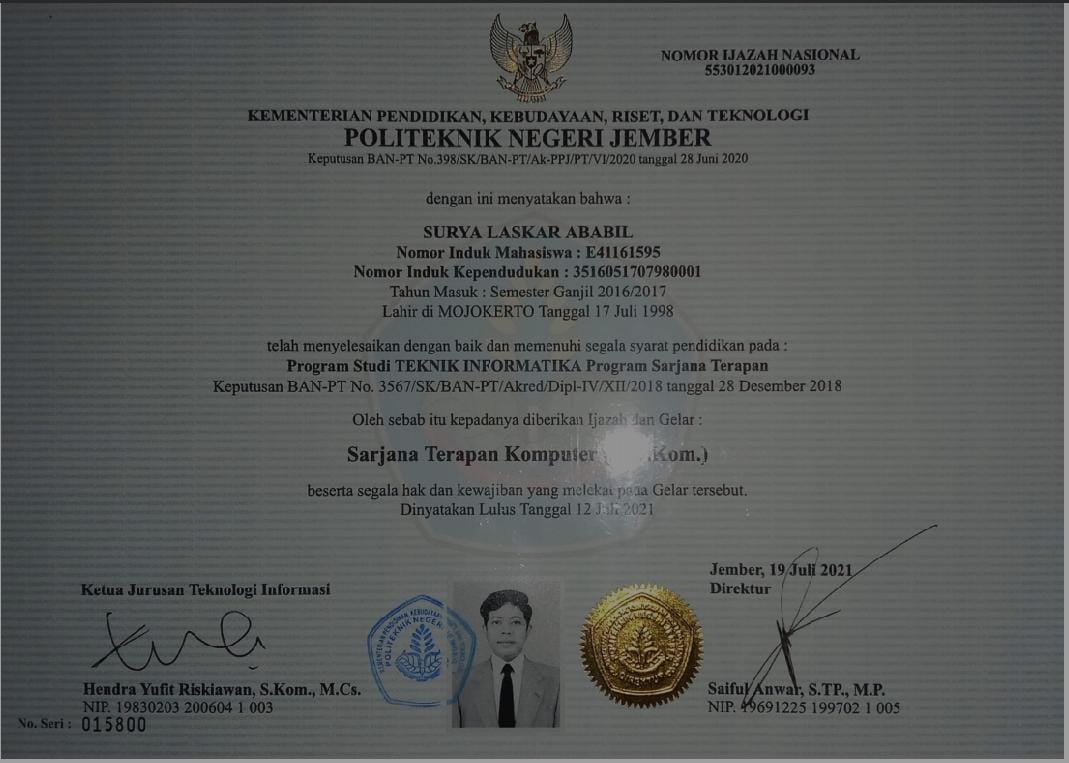 NOMOR IJAZAH NASIONAL
553012021000093
KEMENTERIAN PENDIDIKAN, KEBUDAYAAN, RISET, DAN TEKNOLOGI
POLITEKNIK NEGERI JEMBER
Keputusan BAN-PT No.398/SK/BAN-PT/Ak-PPJ/PT/VI/2020 tanggal 28 Juni 2020
dengan ini menyatakan bahwa :
SURYA LASKAR ABABIL
Nomor Induk Mahasiswa : E41161595
Nomor Induk Kependudukan : 3516051707980001
Tahun Masuk : Semester Ganjil 2016/2017
Lahir di MOJOKERTO Tanggal 17 Juli 1998
telah menyelesaikan dengan baik dan memenuhi segala syarat pendidikan pada :
Program Studi TEKNIK INFORMATIKA Program Sarjana Terapan
Keputusan BAN-PT No. 3567/SK/BAN-PT/Akred/Dipl-IV/XII/2018 tanggal 28 Desember 2018
Oleh sebab itu kepadanya diberikan Ijazah dan Gelar :
Sarjana Terapan Komputer ( .Kom.)
beserta segala hak dan kewajiban yang melekat pada Gelar tersebut.
Dinyatakan Lulus Tanggal 12 Juli 2021
Jember, 19 Juli 2021
Ketua Jurusan Teknologi Informasi
Direktur
POLITEKNIK NEGERI
Hendra Yufit Riskiawan, S.Kom., M.Cs.
Saiful Anwar, S.TP., M.P.
NIP. 19830203 200604 1 003
NIP. 19691225 199702 1 005
No. Seri : 015800